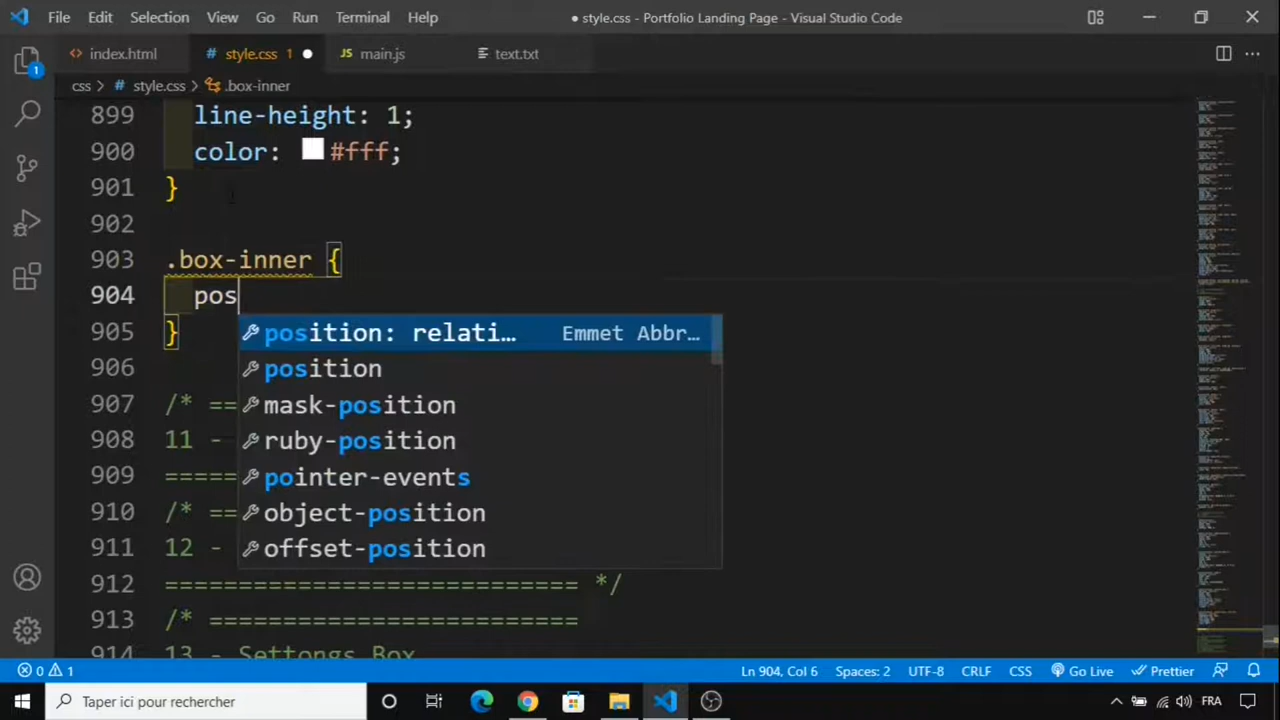 File Edit Selection View Go Run Terminal Help
● style.css - Portfolio Landing Page - Visual Studio Code
<> index.html # style.css 1 ● JS main.js text.txt
1
css > # style.css > .box-inner
899 line-height: 1;
900 color: #fff;
901 }
902
903 .box-inner {
904 pos
position: relati... Emmet Abbr...
905 }
position
906
mask-position
907 /* ==
ruby-position
908 11 -
pointer-events
909 =====
object-position
910 /* ==
offset-position
911 12 -
912 ============================ */
913 /* =========================
914 13 - Settongs Box
0 1 Ln 904, Col 6 Spaces: 2 UTF-8 CRLF CSS Go Live Prettier
Taper ici pour rechercher FRA